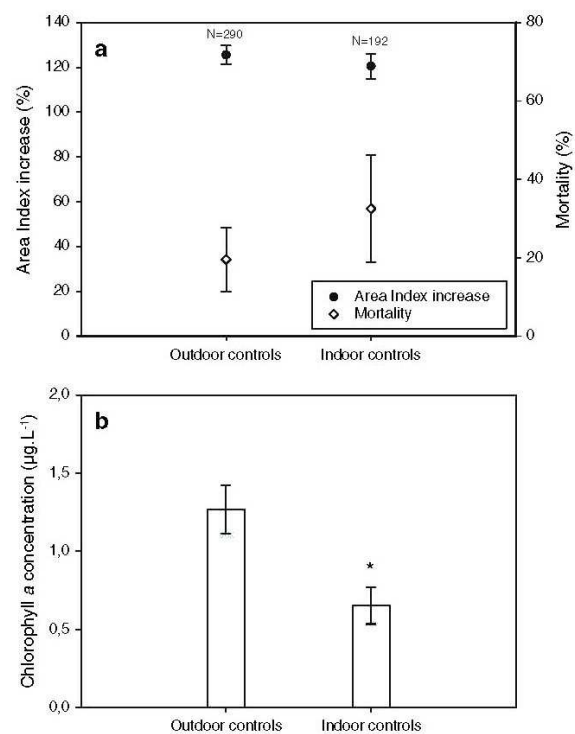 a
N=290
N=192
140
120
100
80
60
40
20
0
Area Index increase (%)
80
60
40
20
0
Mortality (%)
Area Index increase
Mortality
Outdoor controls
Indoor controls
b
2,0
1,5
1,0
0,5
0,0
Chlorophyll a concentration (µg.L⁻¹)
*
Outdoor controls
Indoor controls